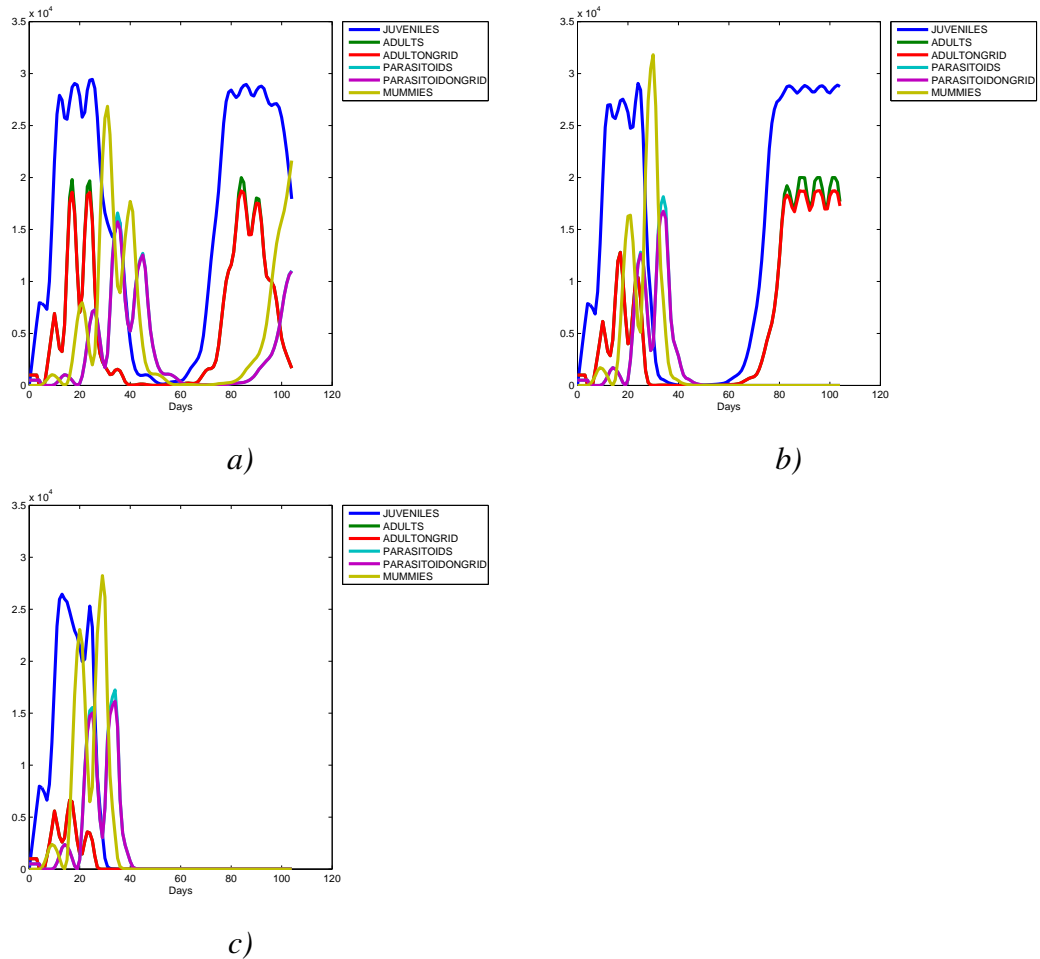 x 10^4
3.5
3
2.5
2
1.5
1
0.5
0
0 20 40 60 80 100 120
Days
JUVENILES
ADULTS
ADULTONGRID
PARASITOIDS
PARASITOIDONGRID
MUMMIES
a)
x 10^4
3.5
3
2.5
2
1.5
1
0.5
0
0 20 40 60 80 100 120
Days
JUVENILES
ADULTS
ADULTONGRID
PARASITOIDS
PARASITOIDONGRID
MUMMIES
b)
x 10^4
3.5
3
2.5
2
1.5
1
0.5
0
0 20 40 60 80 100 120
Days
JUVENILES
ADULTS
ADULTONGRID
PARASITOIDS
PARASITOIDONGRID
MUMMIES
c)